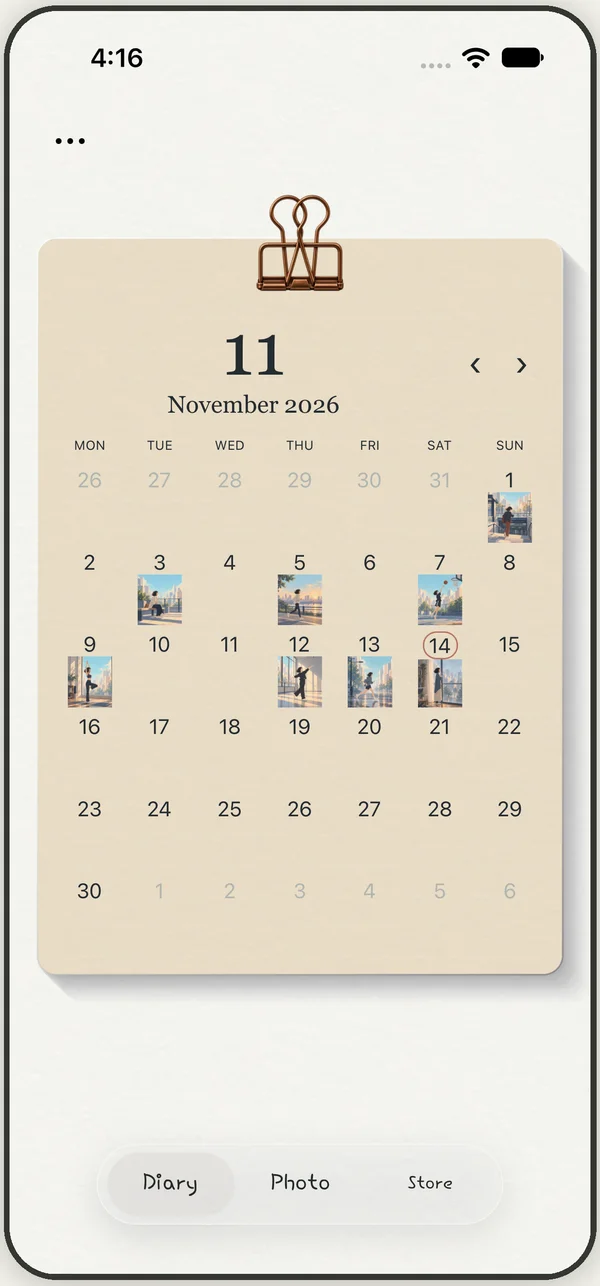 4:16
...
11
‹ ›
November 2026
MON TUE WED THU FRI SAT SUN
26 27 28 29 30 31 1
2 3 4 5 6 7 8
9 10 11 12 13 14 15
16 17 18 19 20 21 22
23 24 25 26 27 28 29
30 1 2 3 4 5 6
Diary Photo Store